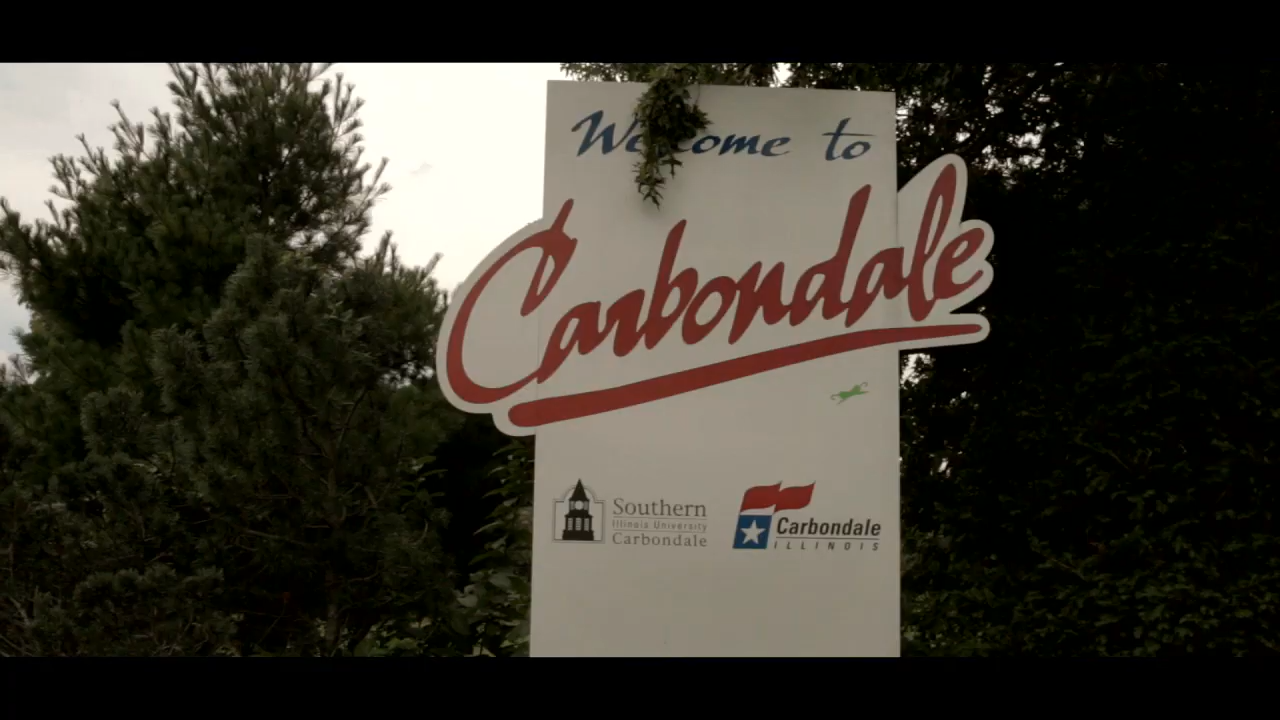 Welcome to
Carbondale
Southern
Illinois University
Carbondale
Carbondale
ILLINOIS